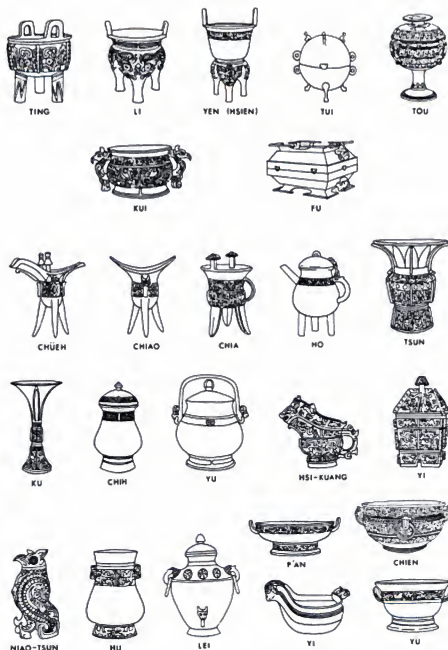 TING LI YEN (HSIEN) TUI TOU
KUI FU
CHÜEH CHIAO CHIA HO TSUN
KU CHIH YU HSI-KUANG YI
P'AN CHIEN
NIAO-TSUN HU LEI YI YU